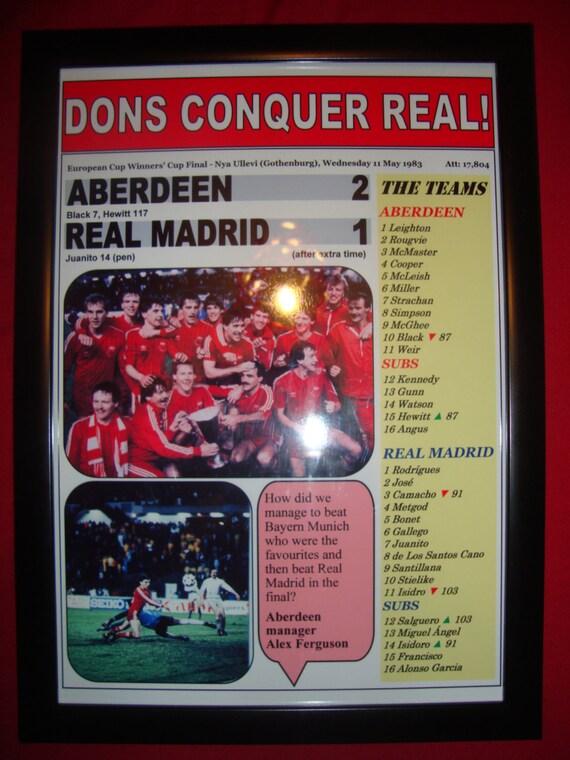 DONS CONQUER REAL!
European Cup Winners' Cup Final - Nya Ullevi (Gothenburg), Wednesday 11 May 1983 Att: 17,804
ABERDEEN 2
Black 7, Hewitt 117
REAL MADRID 1
Juanito 14 (pen) (after extra time)
THE TEAMS
ABERDEEN
1 Leighton
2 Rougvie
3 McMaster
4 Cooper
5 McLeish
6 Miller
7 Strachan
8 Simpson
9 McGhee
10 Black ▼ 87
11 Weir
SUBS
12 Kennedy
13 Gunn
14 Watson
15 Hewitt ▲ 87
16 Angus
REAL MADRID
1 Rodrígues
2 José
3 Camacho ▼ 91
4 Metgod
5 Bonet
6 Gallego
7 Juanito
8 de Los Santos Cano
9 Santillana
10 Stielike
11 Isidro ▼ 103
SUBS
12 Salguero ▲ 103
13 Miguel Ángel
14 Isidoro ▲ 91
15 Francisco
16 Alonso Garcia
How did we
manage to beat
Bayern Munich
who were the
favourites and
then beat Real
Madrid in the
final?
Aberdeen
manager
Alex Ferguson
SEIKO